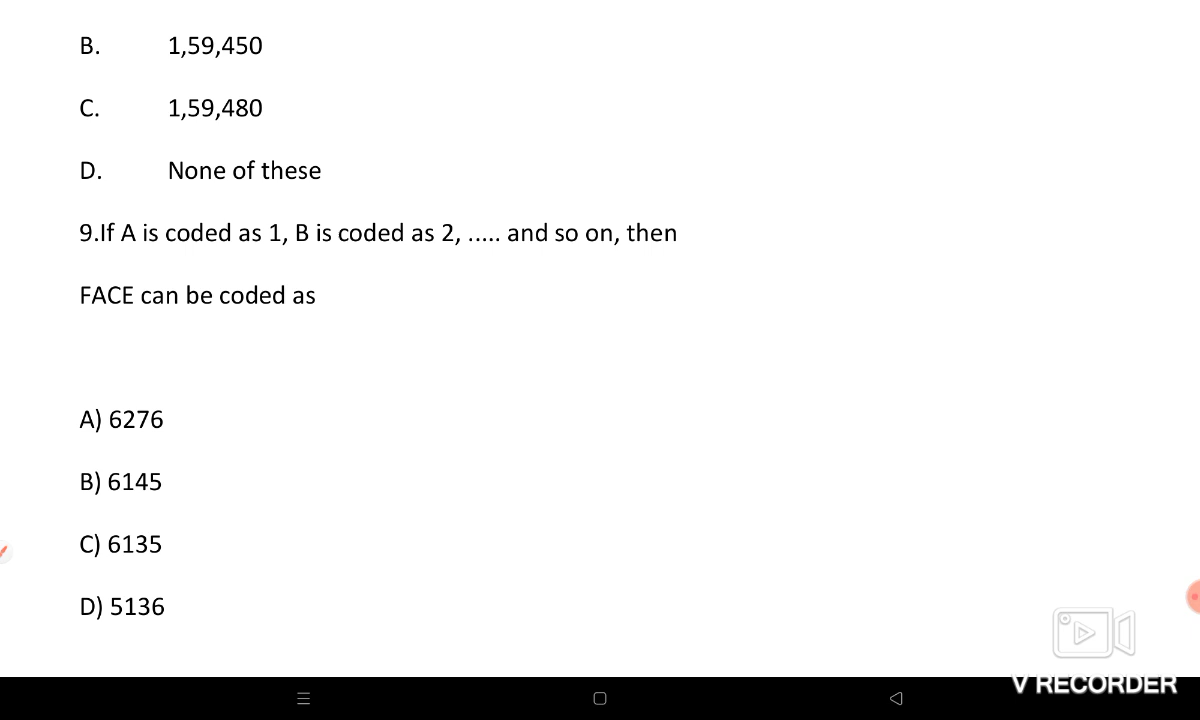 B. 1,59,450
C. 1,59,480
D. None of these
9.If A is coded as 1, B is coded as 2, ..... and so on, then
FACE can be coded as
A) 6276
B) 6145
C) 6135
D) 5136
V RECORDER